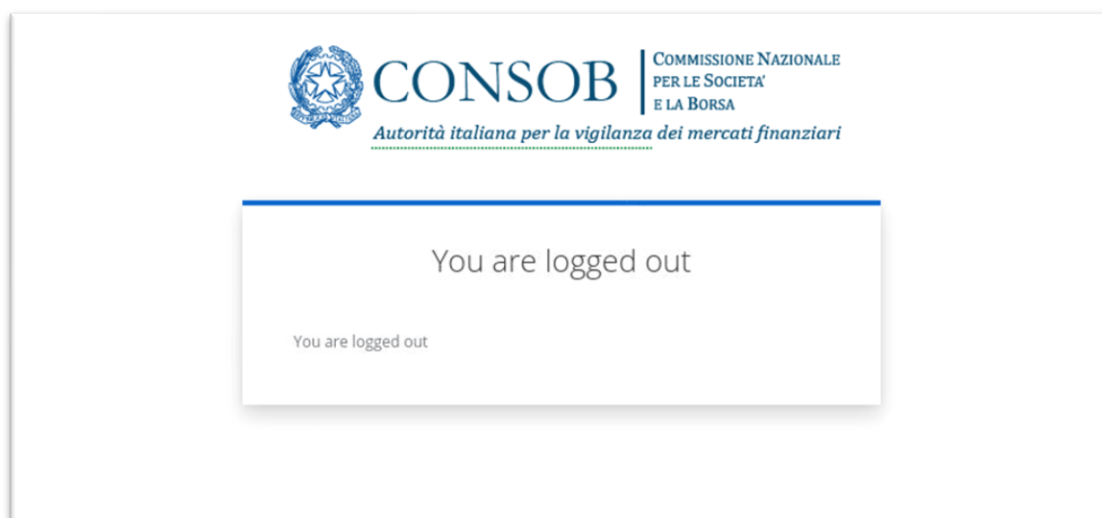 CONSOB
COMMISSIONE NAZIONALE
PER LE SOCIETA'
E LA BORSA
Autorità italiana per la vigilanza dei mercati finanziari
You are logged out
You are logged out